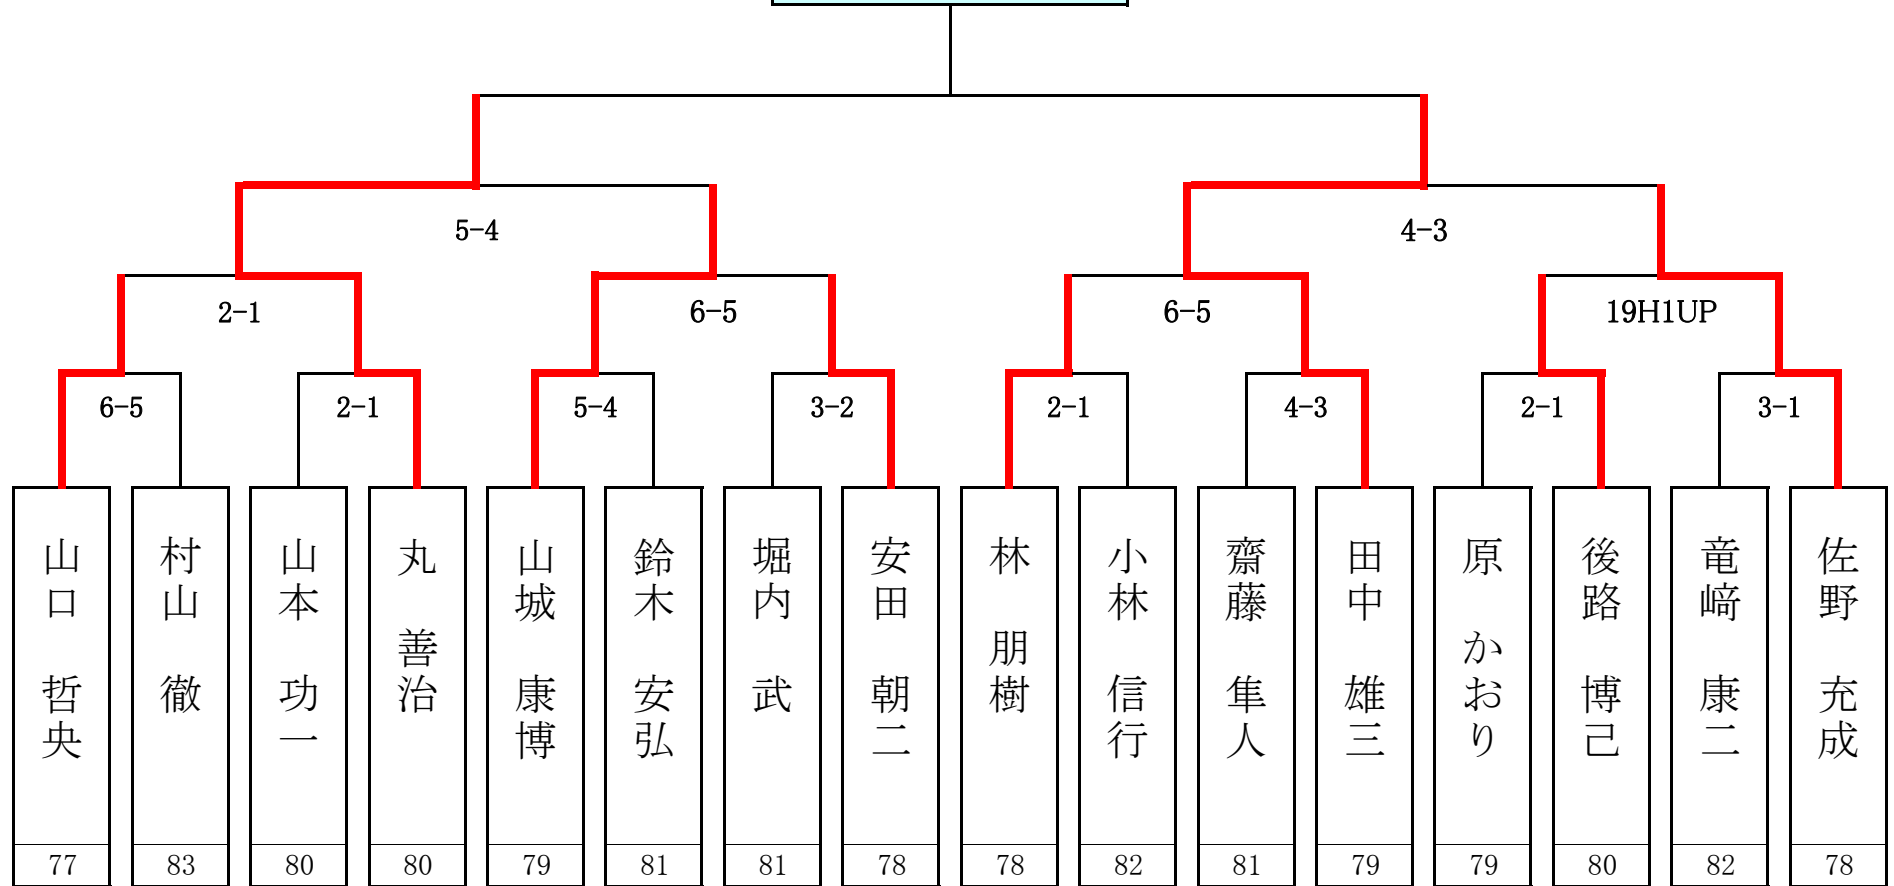 5-4
4-3
2-1
6-5
6-5
19H1UP
6-5
2-1
5-4
3-2
2-1
4-3
2-1
3-1
山口　哲央
村山　徹
山本　功一
丸　善治
山城　康博
鈴木　安弘
堀内　武
安田　朝二
林　朋樹
小林　信行
齋藤　隼人
田中　雄三
原　かおり
後路　博己
竜﨑　康二
佐野　充成
77
83
80
80
79
81
81
78
78
82
81
79
79
80
82
78